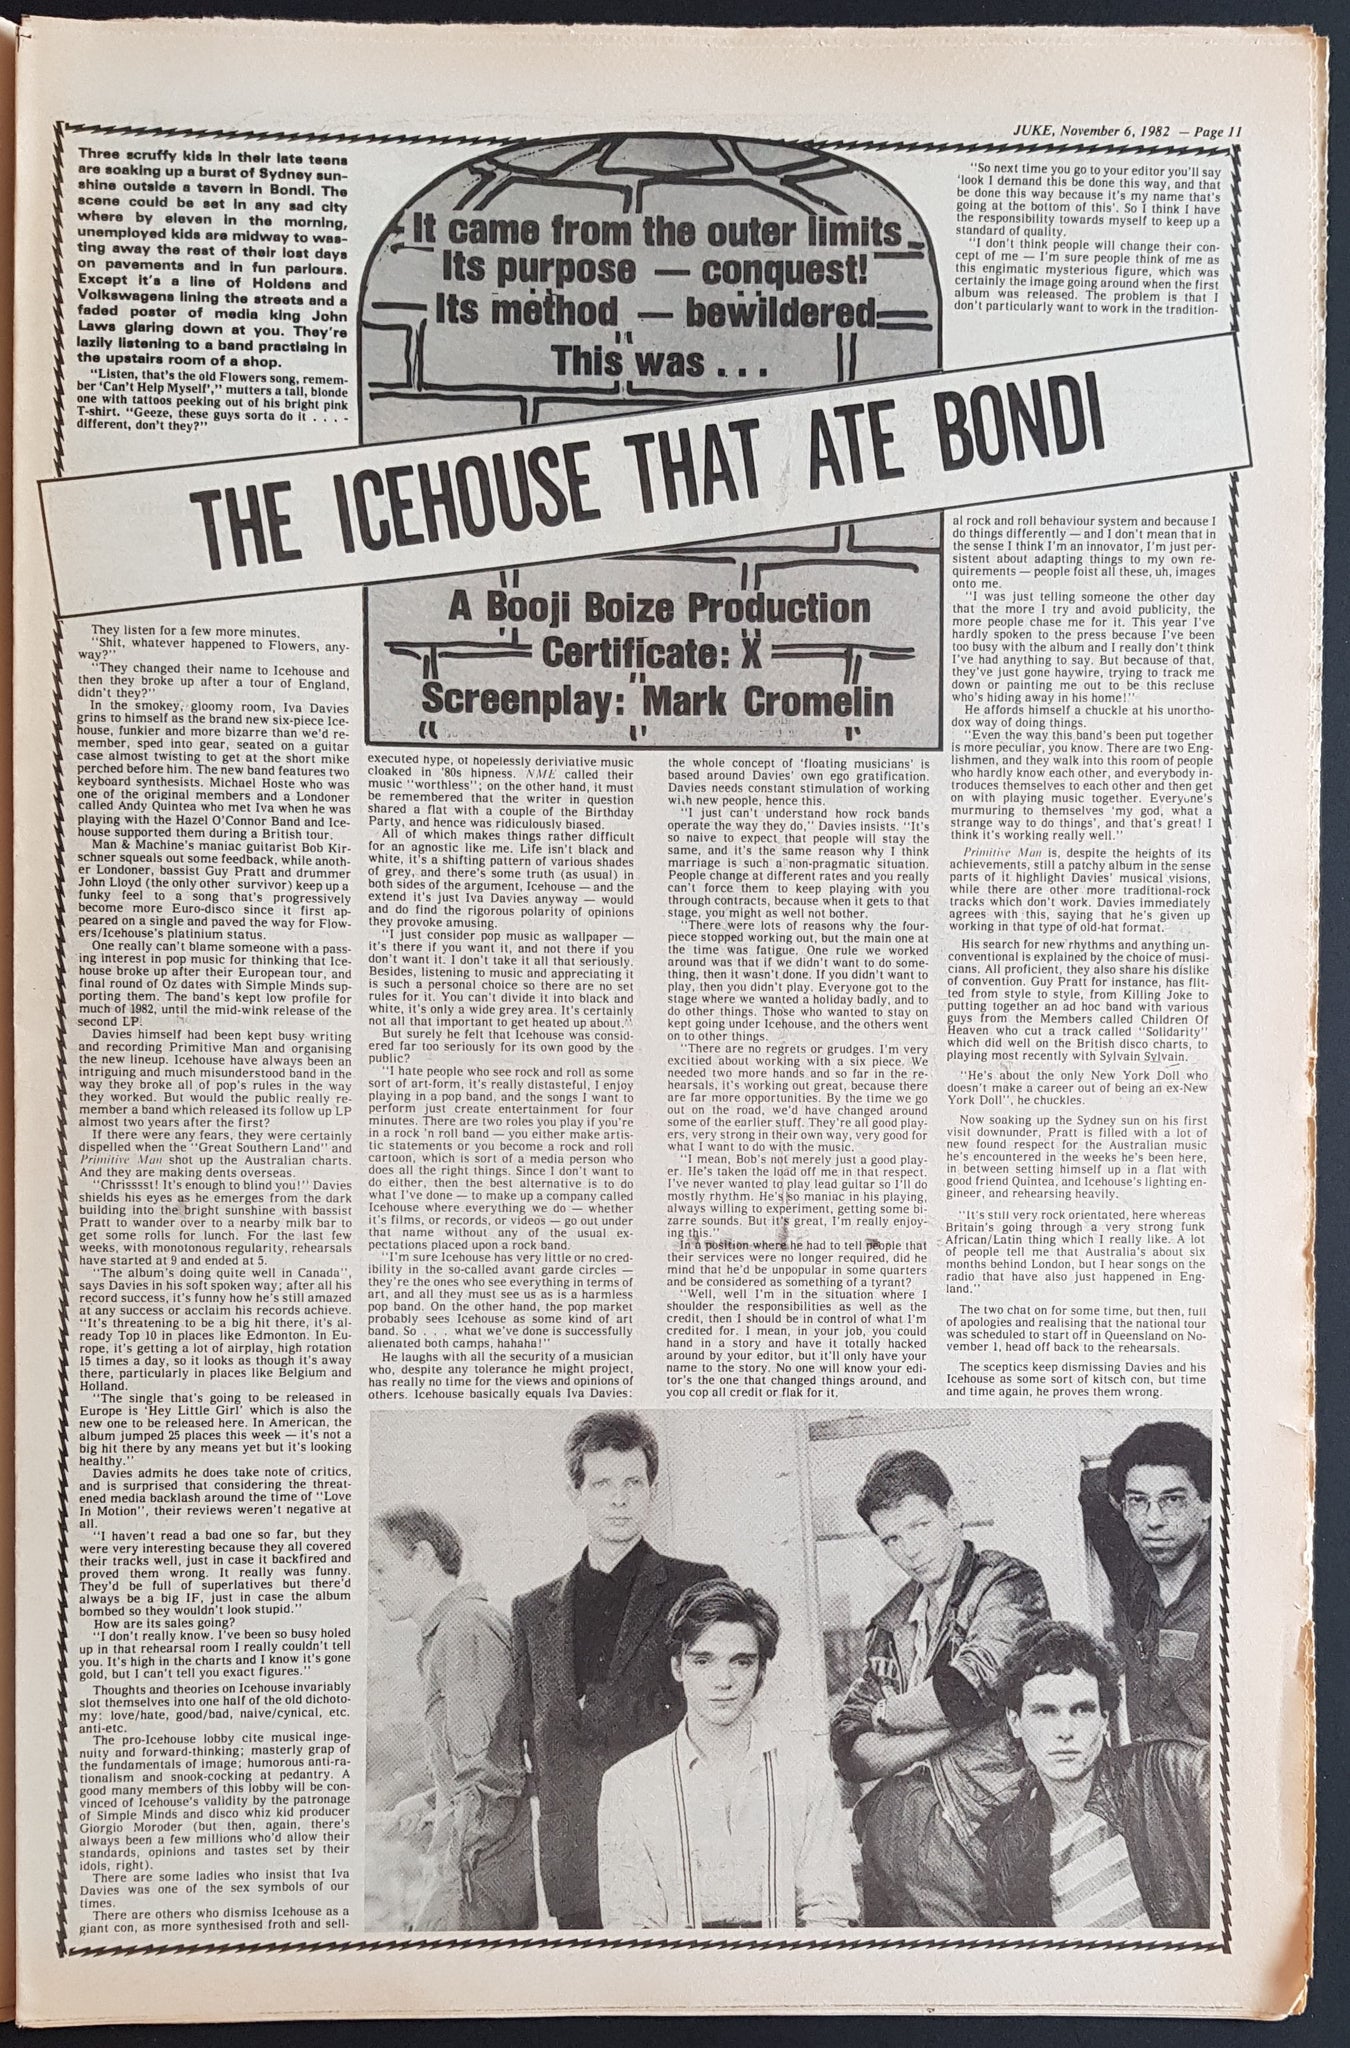 JUKE, November 6, 1982 — Page 11
Three scruffy kids in their late teens
are soaking up a burst of Sydney sun-
shine outside a tavern in Bondi. The
scene could be set in any sad city
where by eleven in the morning,
unemployed kids are midway to was-
ting away the rest of their lost days
on pavements and in fun parlours.
Except it's a line of Holdens and
Volkswagens lining the streets and a
faded poster of media king John
Laws glaring down at you. They're
lazily listening to a band practising in
the upstairs room of a shop.
"Listen, that's the old Flowers song, remem-
ber 'Can't Help Myself'," mutters a tall, blonde
one with tattoos peeking out of his bright pink
T-shirt. "Geeze, these guys sorta do it . . . -
different, don't they?"
It came from the outer limits
Its purpose — conquest!
Its method — bewildered
This was . . .
THE ICEHOUSE THAT ATE BONDI
A Booji Boize Production
Certificate: X
Screenplay: Mark Cromelin
They listen for a few more minutes.
"Shit, whatever happened to Flowers, any-
way?"
"They changed their name to Icehouse and
then they broke up after a tour of England,
didn't they?"
In the smokey, gloomy room, Iva Davies
grins to himself as the brand new six-piece Ice-
house, funkier and more bizarre than we'd re-
member, sped into gear, seated on a guitar
case almost twisting to get at the short mike
perched before him. The new band features two
keyboard synthesists. Michael Hoste who was
one of the original members and a Londoner
called Andy Quintea who met Iva when he was
playing with the Hazel O'Connor Band and Ice-
house supported them during a British tour.
Man & Machine's maniac guitarist Bob Kir-
schner squeals out some feedback, while anoth-
er Londoner, bassist Guy Pratt and drummer
John Lloyd (the only other survivor) keep up a
funky feel to a song that's progressively
become more Euro-disco since it first ap-
peared on a single and paved the way for Flow-
ers/Icehouse's platinium status.
One really can't blame someone with a pass-
ing interest in pop music for thinking that Ice-
house broke up after their European tour, and
final round of Oz dates with Simple Minds sup-
porting them. The band's kept low profile for
much of 1982, until the mid-wink release of the
second LP.
Davies himself had been kept busy writing
and recording Primitive Man and organising
the new lineup. Icehouse have always been an
intriguing and much misunderstood band in the
way they broke all of pop's rules in the way
they worked. But would the public really re-
member a band which released its follow up LP
almost two years after the first?
If there were any fears, they were certainly
dispelled when the "Great Southern Land" and
Primitive Man shot up the Australian charts.
And they are making dents overseas.
"Chrisssst! It's enough to blind you!" Davies
shields his eyes as he emerges from the dark
building into the bright sunshine with bassist
Pratt to wander over to a nearby milk bar to
get some rolls for lunch. For the last few
weeks, with monotonous regularity, rehearsals
have started at 9 and ended at 5.
"The album's doing quite well in Canada",
says Davies in his soft spoken way; after all his
record success, it's funny how he's still amazed
at any success or acclaim his records achieve.
"It's threatening to be a big hit there, it's al-
ready Top 10 in places like Edmonton. In Eu-
rope, it's getting a lot of airplay, high rotation
15 times a day, so it looks as though it's away
there, particularly in places like Belgium and
Holland.
"The single that's going to be released in
Europe is 'Hey Little Girl' which is also the
new one to be released here. In American, the
album jumped 25 places this week — it's not a
big hit there by any means yet but it's looking
healthy."
Davies admits he does take note of critics,
and is surprised that considering the threat-
ened media backlash around the time of "Love
In Motion", their reviews weren't negative at
all.
"I haven't read a bad one so far, but they
were very interesting because they all covered
their tracks well, just in case it backfired and
proved them wrong. It really was funny.
They'd be full of superlatives but there'd
always be a big IF, just in case the album
bombed so they wouldn't look stupid."
How are its sales going?
"I don't really know, I've been so busy holed
up in that rehearsal room I really couldn't tell
you. It's high in the charts and I know it's gone
gold, but I can't tell you exact figures."
Thoughts and theories on Icehouse invariably
slot themselves into one half of the old dichoto-
my: love/hate, good/bad, naive/cynical, etc.
anti-etc.
The pro-Icehouse lobby cite musical inge-
nuity and forward-thinking; masterly grap of
the fundamentals of image; humorous anti-ra-
tionalism and snook-cocking at pedantry. A
good many members of this lobby will be con-
vinced of Icehouse's validity by the patronage
of Simple Minds and disco whiz kid producer
Giorgio Moroder (but then, again, there's
always been a few millions who'd allow their
standards, opinions and tastes set by their
idols, right).
There are some ladies who insist that Iva
Davies was one of the sex symbols of our
times.
There are others who dismiss Icehouse as a
giant con, as more synthesised froth and sell-
executed hype, of hopelessly deriviative music
cloaked in '80s hipness. NME called their
music "worthless"; on the other hand, it must
be remembered that the writer in question
shared a flat with a couple of the Birthday
Party, and hence was ridiculously biased.
All of which makes things rather difficult
for an agnostic like me. Life isn't black and
white, it's a shifting pattern of various shades
of grey, and there's some truth (as usual) in
both sides of the argument, Icehouse — and the
extend it's just Iva Davies anyway — would
and do find the rigorous polarity of opinions
they provoke amusing.
"I just consider pop music as wallpaper —
it's there if you want it, and not there if you
don't want it. I don't take it all that seriously.
Besides, listening to music and appreciating it
is such a personal choice so there are no set
rules for it. You can't divide it into black and
white, it's only a wide grey area. It's certainly
not all that important to get heated up about."
But surely he felt that Icehouse was consid-
ered far too seriously for its own good by the
public?
"I hate people who see rock and roll as some
sort of art-form, it's really distasteful, I enjoy
playing in a pop band, and the songs I want to
perform just create entertainment for four
minutes. There are two roles you play if you're
in a rock 'n roll band — you either make artis-
tic statements or you become a rock and roll
cartoon, which is sort of a media person who
does all the right things. Since I don't want to
do either, then the best alternative is to do
what I've done — to make up a company called
Icehouse where everything we do — whether
it's films, or records, or videos — go out under
that name without any of the usual ex-
pectations placed upon a rock band.
"I'm sure Icehouse has very little or no cred-
ibility in the so-called avant garde circles —
they're the ones who see everything in terms of
art, and all they must see us as is a harmless
pop band. On the other hand, the pop market
probably sees Icehouse as some kind of art
band. So . . . what we've done is successfully
alienated both camps, hahaha!"
He laughs with all the security of a musician
who, despite any tolerance he might project,
has really no time for the views and opinions of
others. Icehouse basically equals Iva Davies:
the whole concept of 'floating musicians' is
based around Davies' own ego gratification.
Davies needs constant stimulation of working
with new people, hence this.
"I just can't understand how rock bands
operate the way they do," Davies insists. "It's
so naive to expect that people will stay the
same, and it's the same reason why I think
marriage is such a non-pragmatic situation.
People change at different rates and you really
can't force them to keep playing with you
through contracts, because when it gets to that
stage, you might as well not bother.
"There were lots of reasons why the four-
piece stopped working out, but the main one at
the time was fatigue. One rule we worked
around was that if we didn't want to do some-
thing, then it wasn't done. If you didn't want to
play, then you didn't play. Everyone got to the
stage where we wanted a holiday badly, and to
do other things. Those who wanted to stay on
kept going under Icehouse, and the others went
on to other things.
"There are no regrets or grudges. I'm very
excitied about working with a six piece. We
needed two more hands and so far in the re-
hearsals, it's working out great, because there
are far more opportunities. By the time we go
out on the road, we'd have changed around
some of the earlier stuff. They're all good play-
ers, very strong in their own way, very good for
what I want to do with the music.
"I mean, Bob's not merely just a good play-
er. He's taken the load off me in that respect.
I've never wanted to play lead guitar so I'll do
mostly rhythm. He's so maniac in his playing,
always willing to experiment, getting some bi-
zarre sounds. But it's great, I'm really enjoy-
ing this."
In a position where he had to tell people that
their services were no longer required, did he
mind that he'd be unpopular in some quarters
and be considered as something of a tyrant?
"Well, well I'm in the situation where I
shoulder the responsibilities as well as the
credit, then I should be in control of what I'm
credited for. I mean, in your job, you could
hand in a story and have it totally hacked
around by your editor, but it'll only have your
name to the story. No one will know your edi-
tor's the one that changed things around, and
you cop all credit or flak for it.
"So next time you go to your editor you'll say
'look I demand this be done this way, and that
be done this way because it's my name that's
going at the bottom of this'. So I think I have
the responsibility towards myself to keep up a
standard of quality.
"I don't think people will change their con-
cept of me — I'm sure people think of me as
this engimatic mysterious figure, which was
certainly the image going around when the first
album was released. The problem is that I
don't particularly want to work in the tradition-
al rock and roll behaviour system and because I
do things differently — and I don't mean that in
the sense I think I'm an innovator, I'm just per-
sistent about adapting things to my own re-
quirements — people foist all these, uh, images
onto me.
"I was just telling someone the other day
that the more I try and avoid publicity, the
more people chase me for it. This year I've
hardly spoken to the press because I've been
too busy with the album and I really don't think
I've had anything to say. But because of that,
they've just gone haywire, trying to track me
down or painting me out to be this recluse
who's hiding away in his home!"
He affords himself a chuckle at his unortho-
dox way of doing things.
"Even the way this band's been put together
is more peculiar, you know. There are two Eng-
lishmen, and they walk into this room of people
who hardly know each other, and everybody in-
troduces themselves to each other and then get
on with playing music together. Everyone's
murmuring to themselves 'my god, what a
strange way to do things', and that's great! I
think it's working really well."
Primitive Man is, despite the heights of its
achievements, still a patchy album in the sense
parts of it highlight Davies' musical visions,
while there are other more traditional-rock
tracks which don't work. Davies immediately
agrees with this, saying that he's given up
working in that type of old-hat format.
His search for new rhythms and anything un-
conventional is explained by the choice of musi-
cians. All proficient, they also share his dislike
of convention. Guy Pratt for instance, has flit-
ted from style to style, from Killing Joke to
putting together an ad hoc band with various
guys from the Members called Children Of
Heaven who cut a track called "Solidarity"
which did well on the British disco charts, to
playing most recently with Sylvain Sylvain.
"He's about the only New York Doll who
doesn't make a career out of being an ex-New
York Doll", he chuckles.
Now soaking up the Sydney sun on his first
visit downunder, Pratt is filled with a lot of
new found respect for the Australian music
he's encountered in the weeks he's been here,
in between setting himself up in a flat with
good friend Quintea, and Icehouse's lighting en-
gineer, and rehearsing heavily.
"It's still very rock orientated, here whereas
Britain's going through a very strong funk
African/Latin thing which I really like. A lot
of people tell me that Australia's about six
months behind London, but I hear songs on the
radio that have also just happened in Eng-
land."
The two chat on for some time, but then, full
of apologies and realising that the national tour
was scheduled to start off in Queensland on No-
vember 1, head off back to the rehearsals.
The sceptics keep dismissing Davies and his
Icehouse as some sort of kitsch con, but time
and time again, he proves them wrong.